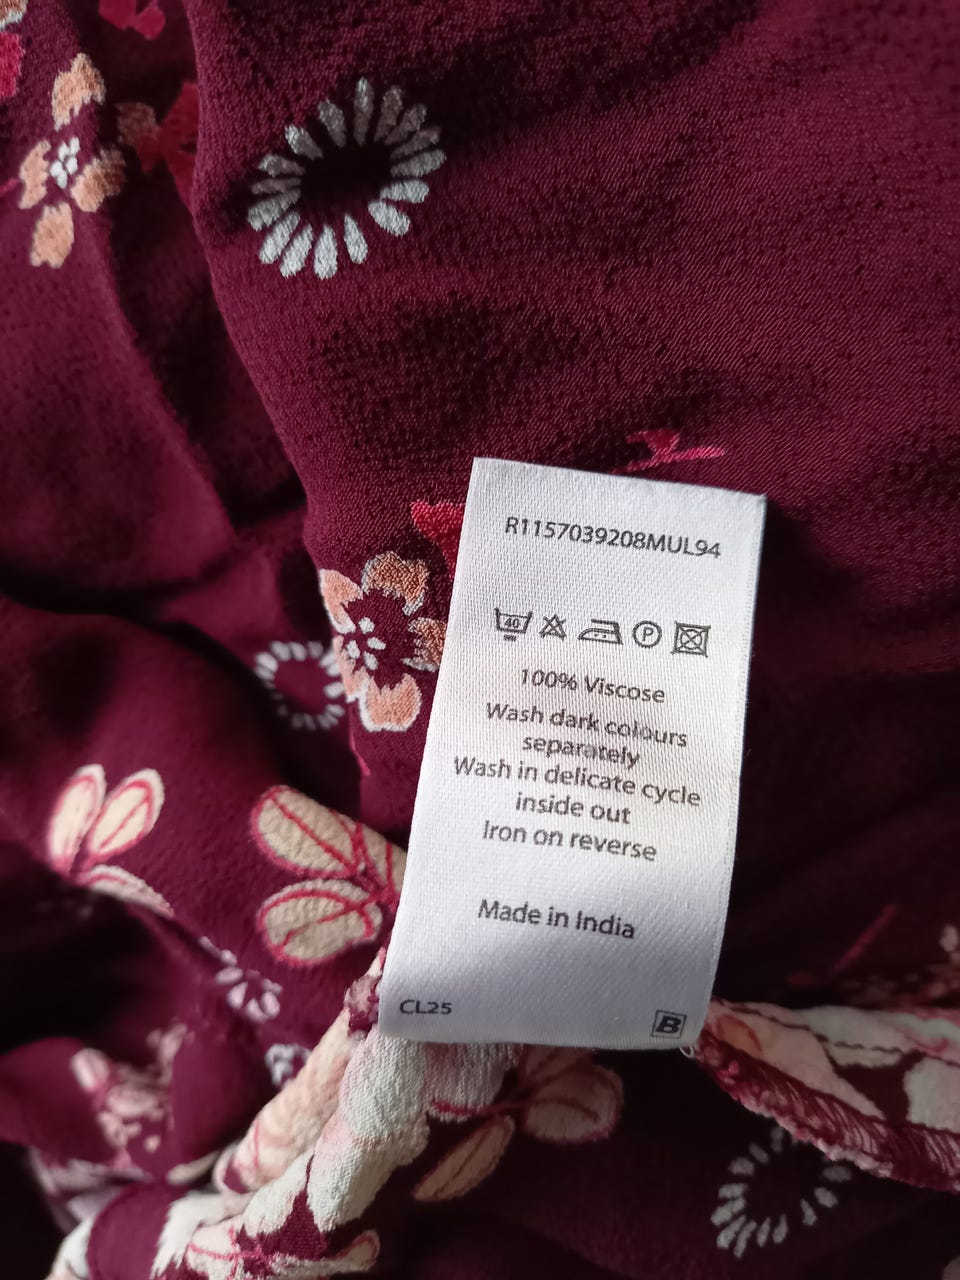 R1157039208MUL94
40 P
100% Viscose
Wash dark colours
separately
Wash in delicate cycle
inside out
Iron on reverse
Made in India
CL25
B